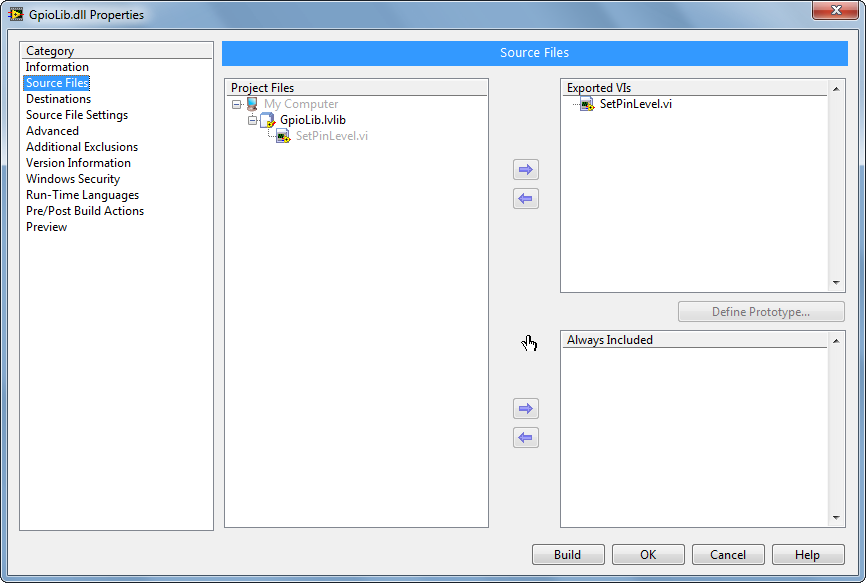 GpioLib.dll Properties
Category
Information
Source Files
Destinations
Source File Settings
Advanced
Additional Exclusions
Version Information
Windows Security
Run-Time Languages
Pre/Post Build Actions
Preview
Source Files
Project Files
My Computer
GpioLib.lvlib
SetPinLevel.vi
Exported VIs
SetPinLevel.vi
Define Prototype...
Always Included
Build
OK
Cancel
Help